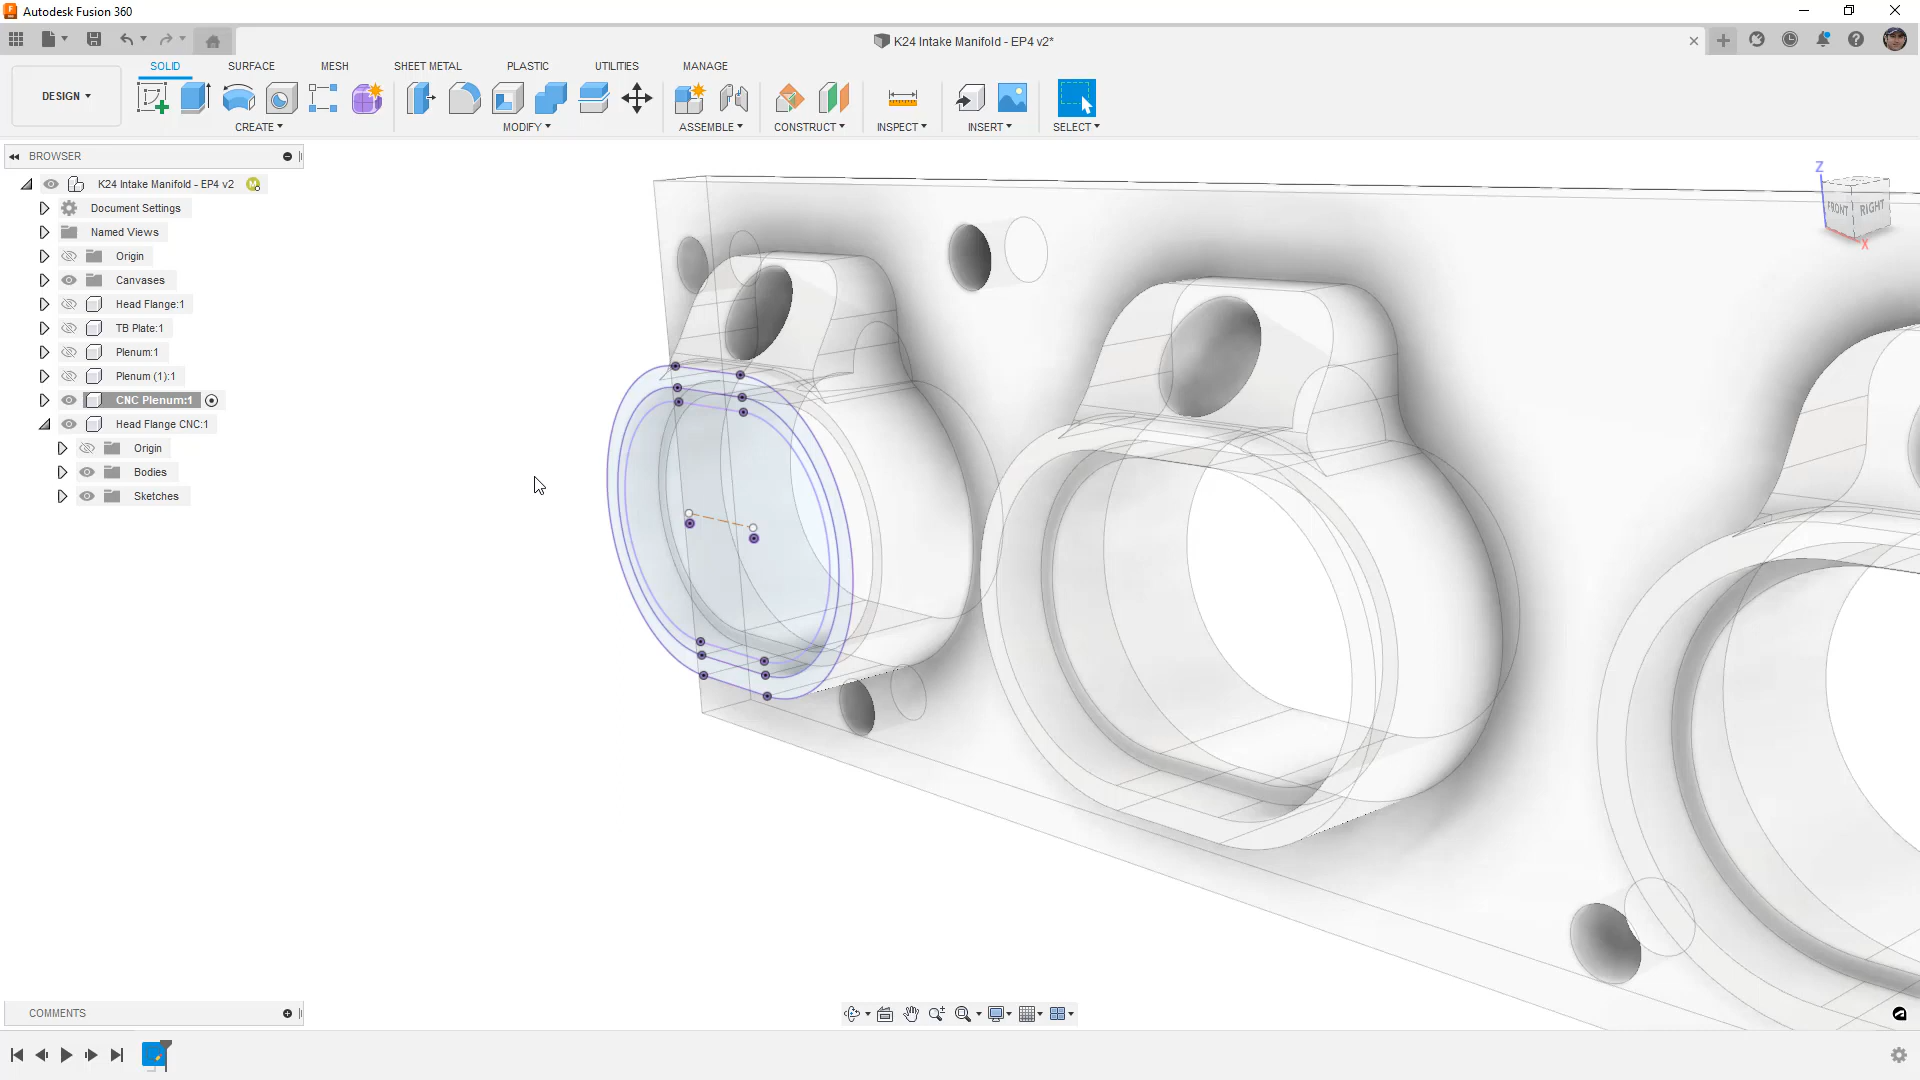 Autodesk Fusion 360
K24 Intake Manifold - EP4 v2*
SOLID SURFACE MESH SHEET METAL PLASTIC UTILITIES MANAGE
DESIGN
CREATE MODIFY ASSEMBLE CONSTRUCT INSPECT INSERT SELECT
BROWSER
K24 Intake Manifold - EP4 v2
Document Settings
Named Views
Origin
Canvases
Head Flange:1
TB Plate:1
Plenum:1
Plenum (1):1
CNC Plenum:1
Head Flange CNC:1
Origin
Bodies
Sketches
Z
FRONT RIGHT
X
COMMENTS